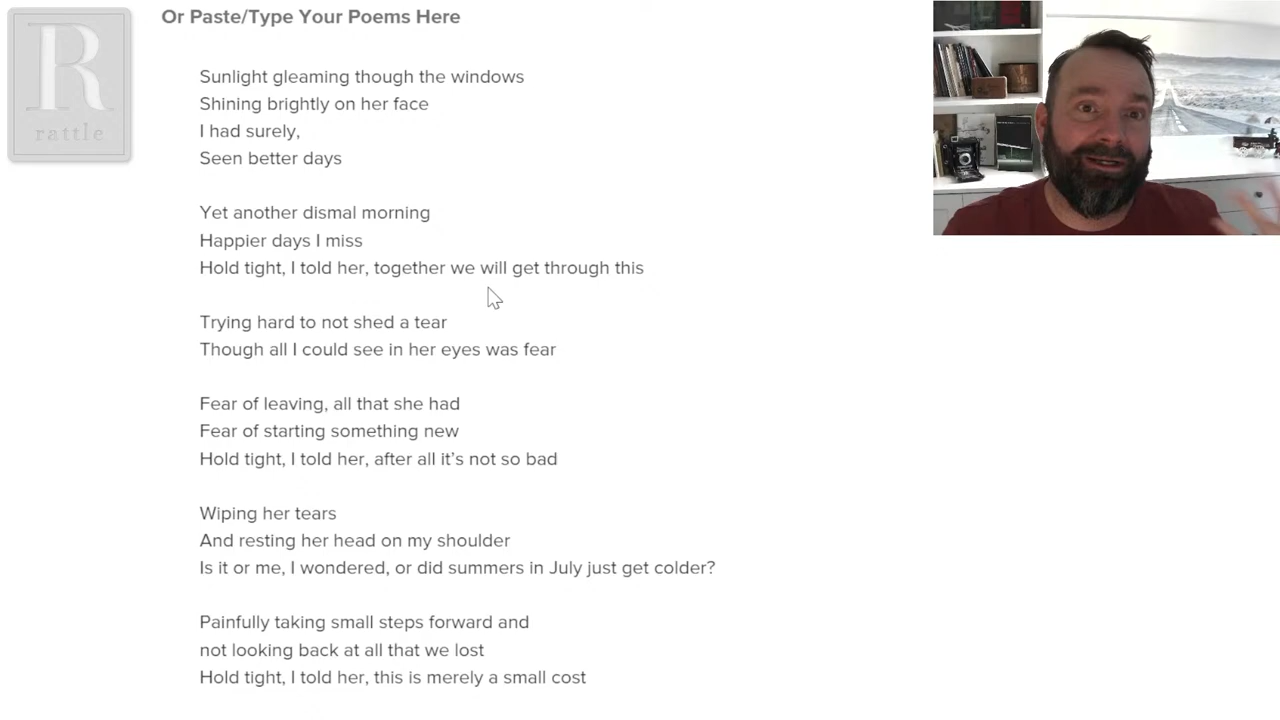 R
rattle
Or Paste/Type Your Poems Here
Sunlight gleaming though the windows
Shining brightly on her face
I had surely,
Seen better days
Yet another dismal morning
Happier days I miss
Hold tight, I told her, together we will get through this
Trying hard to not shed a tear
Though all I could see in her eyes was fear
Fear of leaving, all that she had
Fear of starting something new
Hold tight, I told her, after all it’s not so bad
Wiping her tears
And resting her head on my shoulder
Is it or me, I wondered, or did summers in July just get colder?
Painfully taking small steps forward and
not looking back at all that we lost
Hold tight, I told her, this is merely a small cost